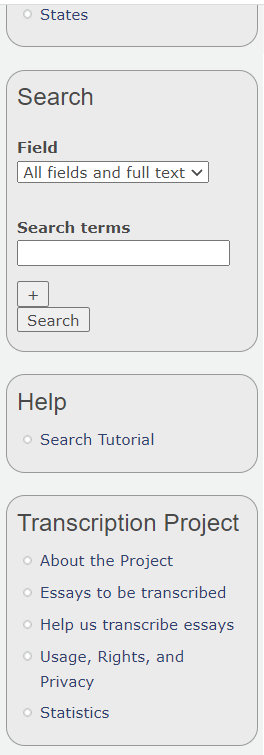 States
Search
Field
All fields and full text
Search terms
+
Search
Help
Search Tutorial
Transcription Project
About the Project
Essays to be transcribed
Help us transcribe essays
Usage, Rights, and
Privacy
Statistics